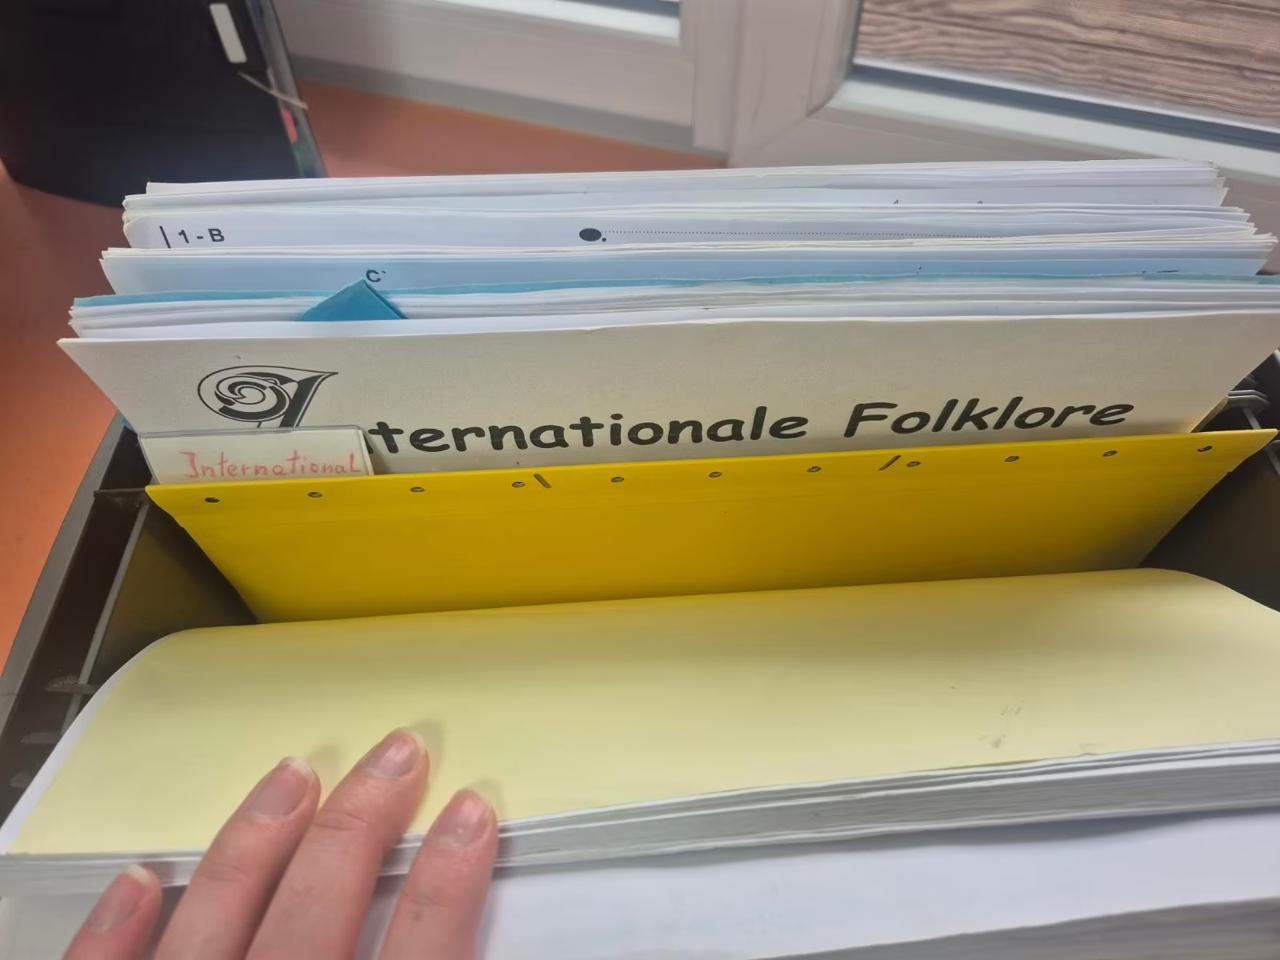 1 - B
C
Internationale Folklore
International